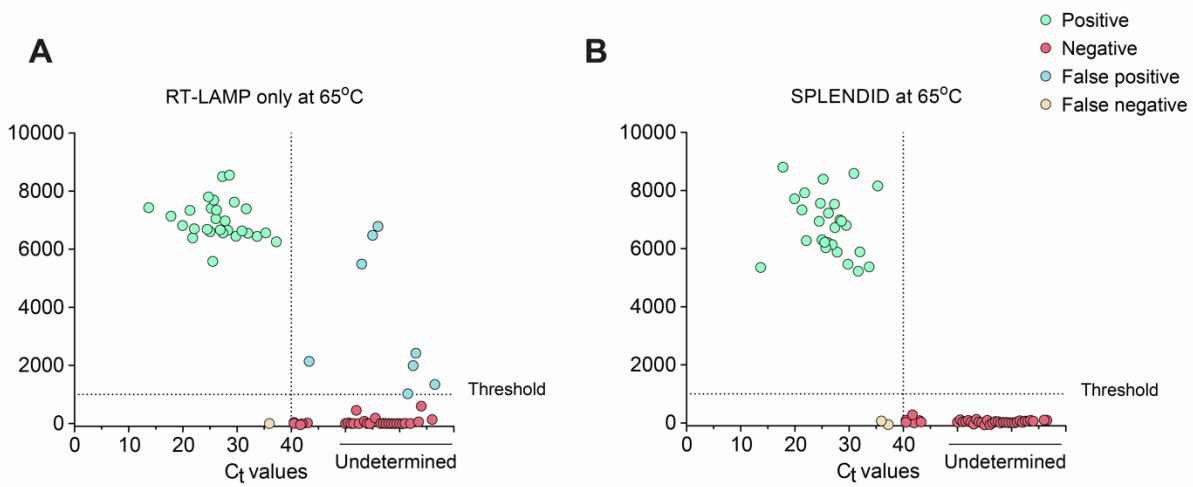 A
B
Positive
Negative
False positive
False negative
RT-LAMP only at 65°C
SPLENDID at 65°C
10000
8000
6000
4000
2000
0
Threshold
0
10
20
30
40
Ct values
Undetermined
10000
8000
6000
4000
2000
0
Threshold
0
10
20
30
40
Ct values
Undetermined